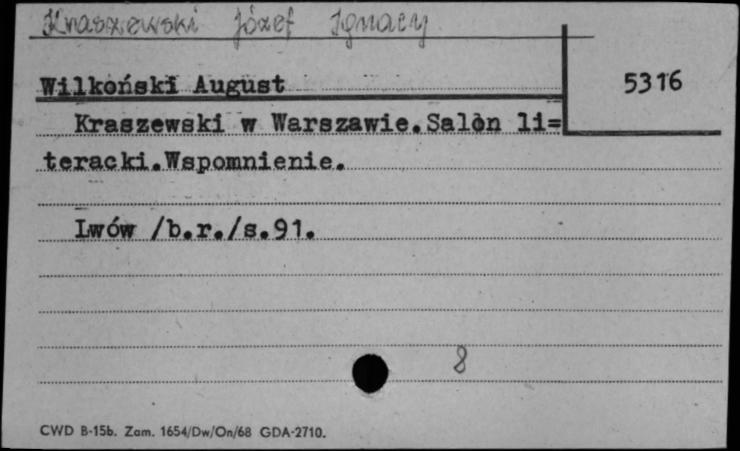 Kraszewski Józef Ignacy
Wilkoński August
5316
Kraszewski w Warszawie.Salon li=
teracki.Wspomnienie.
Lwów /b.r./s.91.
8
CWD B-15b. Zam. 1654/Dw/On/68 GDA-2710.